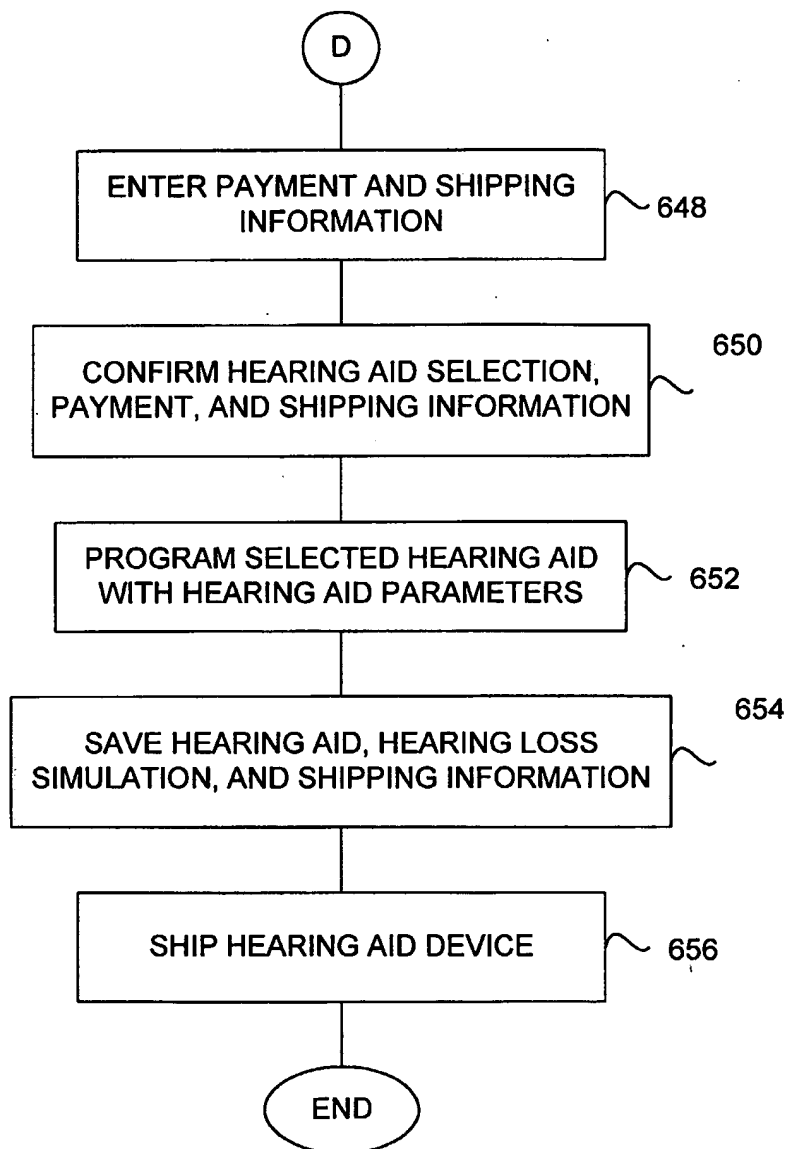 D
ENTER PAYMENT AND SHIPPING
INFORMATION
648
650
CONFIRM HEARING AID SELECTION,
PAYMENT, AND SHIPPING INFORMATION
PROGRAM SELECTED HEARING AID
WITH HEARING AID PARAMETERS
652
654
SAVE HEARING AID, HEARING LOSS
SIMULATION, AND SHIPPING INFORMATION
SHIP HEARING AID DEVICE
656
END